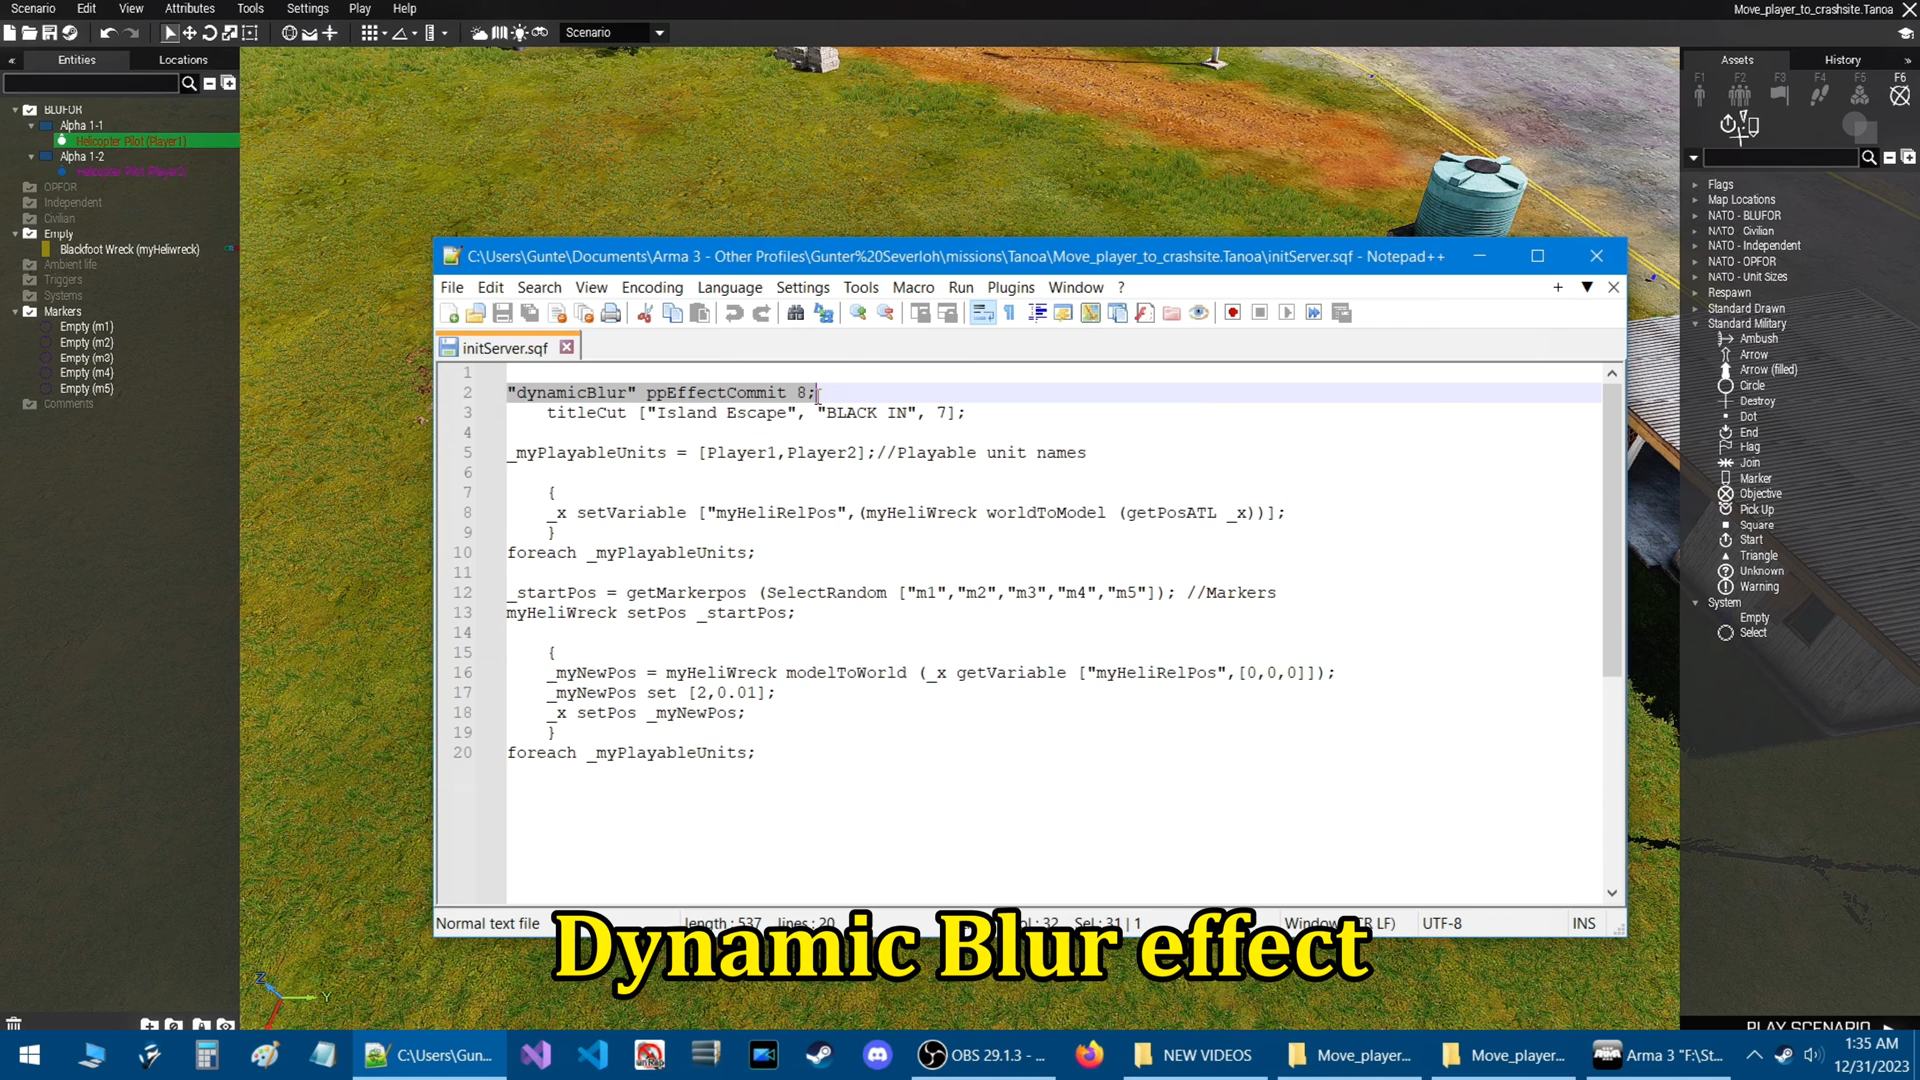 Scenario Edit View Attributes Tools Settings Play Help
Move_player_to_crashsite.Tanoa
Scenario
Entities Locations
BLUFOR
Alpha 1-1
Helicopter Pilot (Player1)
Alpha 1-2
Helicopter Pilot (Player2)
OPFOR
Independent
Civilian
Empty
Blackfoot Wreck (myHeliwreck)
Ambient life
Triggers
Systems
Markers
Empty (m1)
Empty (m2)
Empty (m3)
Empty (m4)
Empty (m5)
Comments
C:\Users\Gunte\Documents\Arma 3 - Other Profiles\Gunter%20Severloh\missions\Tanoa\Move_player_to_crashsite.Tanoa\initServer.sqf - Notepad++
File Edit Search View Encoding Language Settings Tools Macro Run Plugins Window ?
initServer.sqf
1
2 "dynamicBlur" ppEffectCommit 8;
3 titleCut ["Island Escape", "BLACK IN", 7];
4
5 _myPlayableUnits = [Player1,Player2];//Playable unit names
6
7 {
8 _x setVariable ["myHeliRelPos",(myHeliWreck worldToModel (getPosATL _x))];
9 }
10 foreach _myPlayableUnits;
11
12 _startPos = getMarkerpos (SelectRandom ["m1","m2","m3","m4","m5"]); //Markers
13 myHeliWreck setPos _startPos;
14
15 {
16 _myNewPos = myHeliWreck modelToWorld (_x getVariable ["myHeliRelPos",[0,0,0]]);
17 _myNewPos set [2,0.01];
18 _x setPos _myNewPos;
19 }
20 foreach _myPlayableUnits;
Normal text file length : 537 lines : 20 Sel : 31 | 1 UTF-8 INS
Dynamic Blur effect
Assets History
F1 F2 F3 F4 F5 F6
Flags
Map Locations
NATO - BLUFOR
NATO - Civilian
NATO - Independent
NATO - OPFOR
NATO - Unit Sizes
Respawn
Standard Drawn
Standard Military
Ambush
Arrow
Arrow (filled)
Circle
Destroy
Dot
End
Flag
Join
Marker
Objective
Pick Up
Square
Start
Triangle
Unknown
Warning
System
Empty
Select
PLAY SCENARIO
Z
Y
C:\Users\Gun...
OBS 29.1.3 - ...
NEW VIDEOS
Move_player...
Move_player...
Arma 3 "F:\St...
1:35 AM
12/31/2023